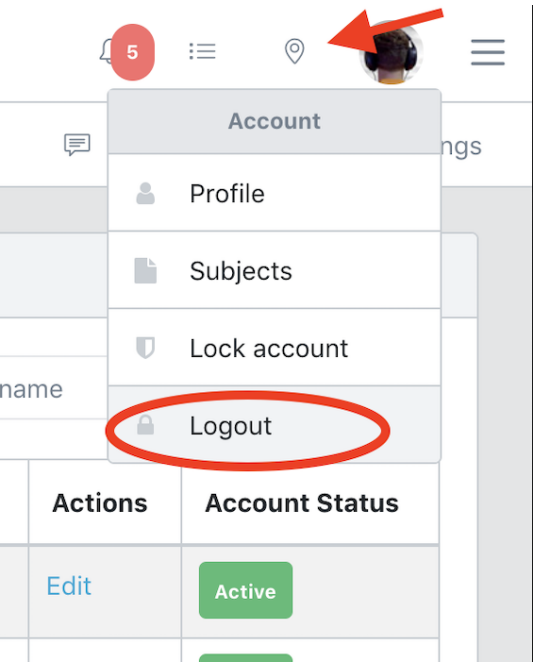 5
Account
ngs
Profile
Subjects
Lock account
name
Logout
Actions Account Status
Edit Active